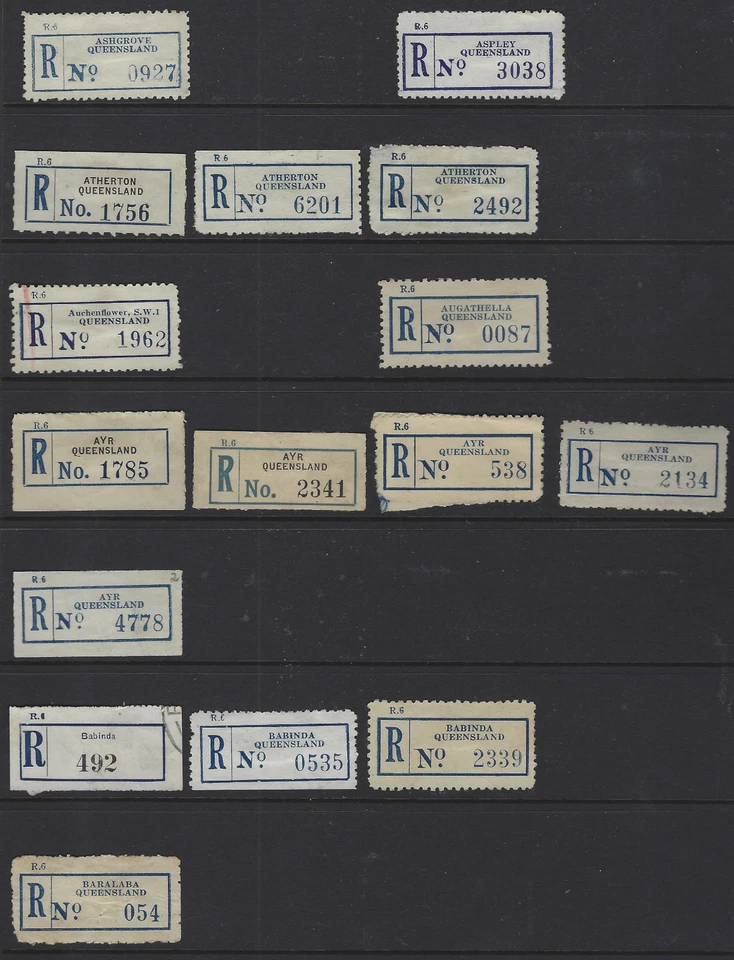 R.6
ASHGROVE
QUEENSLAND
R No 0927
R.6
ASPLEY
QUEENSLAND
R No 3038
R.6
ATHERTON
QUEENSLAND
R No. 1756
R 6
ATHERTON
QUEENSLAND
R No 6201
R.6
ATHERTON
QUEENSLAND
R No 2492
R.6
Auchenflower, S.W.1
QUEENSLAND
R No 1962
R.6
AUGATHELLA
QUEENSLAND
R No 0087
R.6
AYR
QUEENSLAND
R No. 1785
R.6
AYR
QUEENSLAND
R No. 2341
R.6
AYR
QUEENSLAND
R No 538
R 6
AYR
QUEENSLAND
R No 2134
R 6 2
AYR
QUEENSLAND
R No 4778
R.6
Babinda
R 492
R.6
BABINDA
QUEENSLAND
R No 0535
R.6
BABINDA
QUEENSLAND
R No 2339
R.6
BARALABA
QUEENSLAND
R No 054